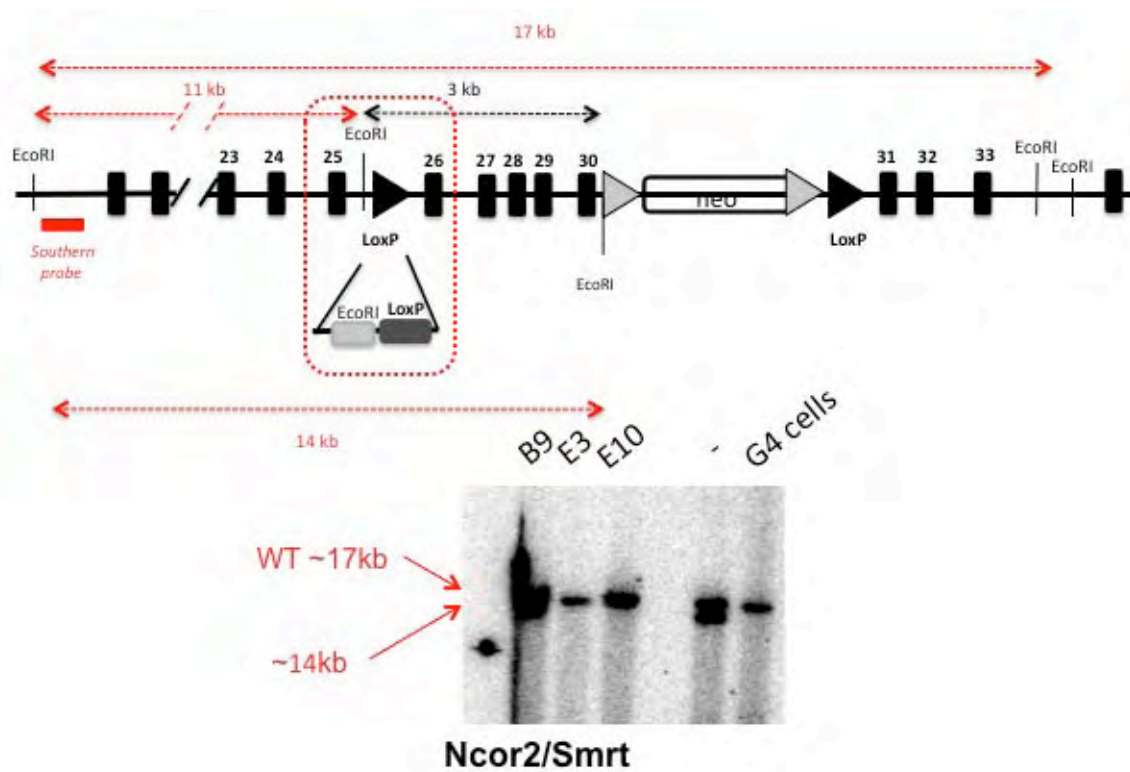 17 kb
11 kb
3 kb
EcoRI
EcoRI
EcoRI
EcoRI
23
24
25
26
27
28
29
30
31
32
33
neo
Southern
probe
LoxP
LoxP
EcoRI
EcoRI
LoxP
14 kb
B9
E3
E10
-
G4 cells
WT ~17kb
~14kb
Ncor2/Smrt